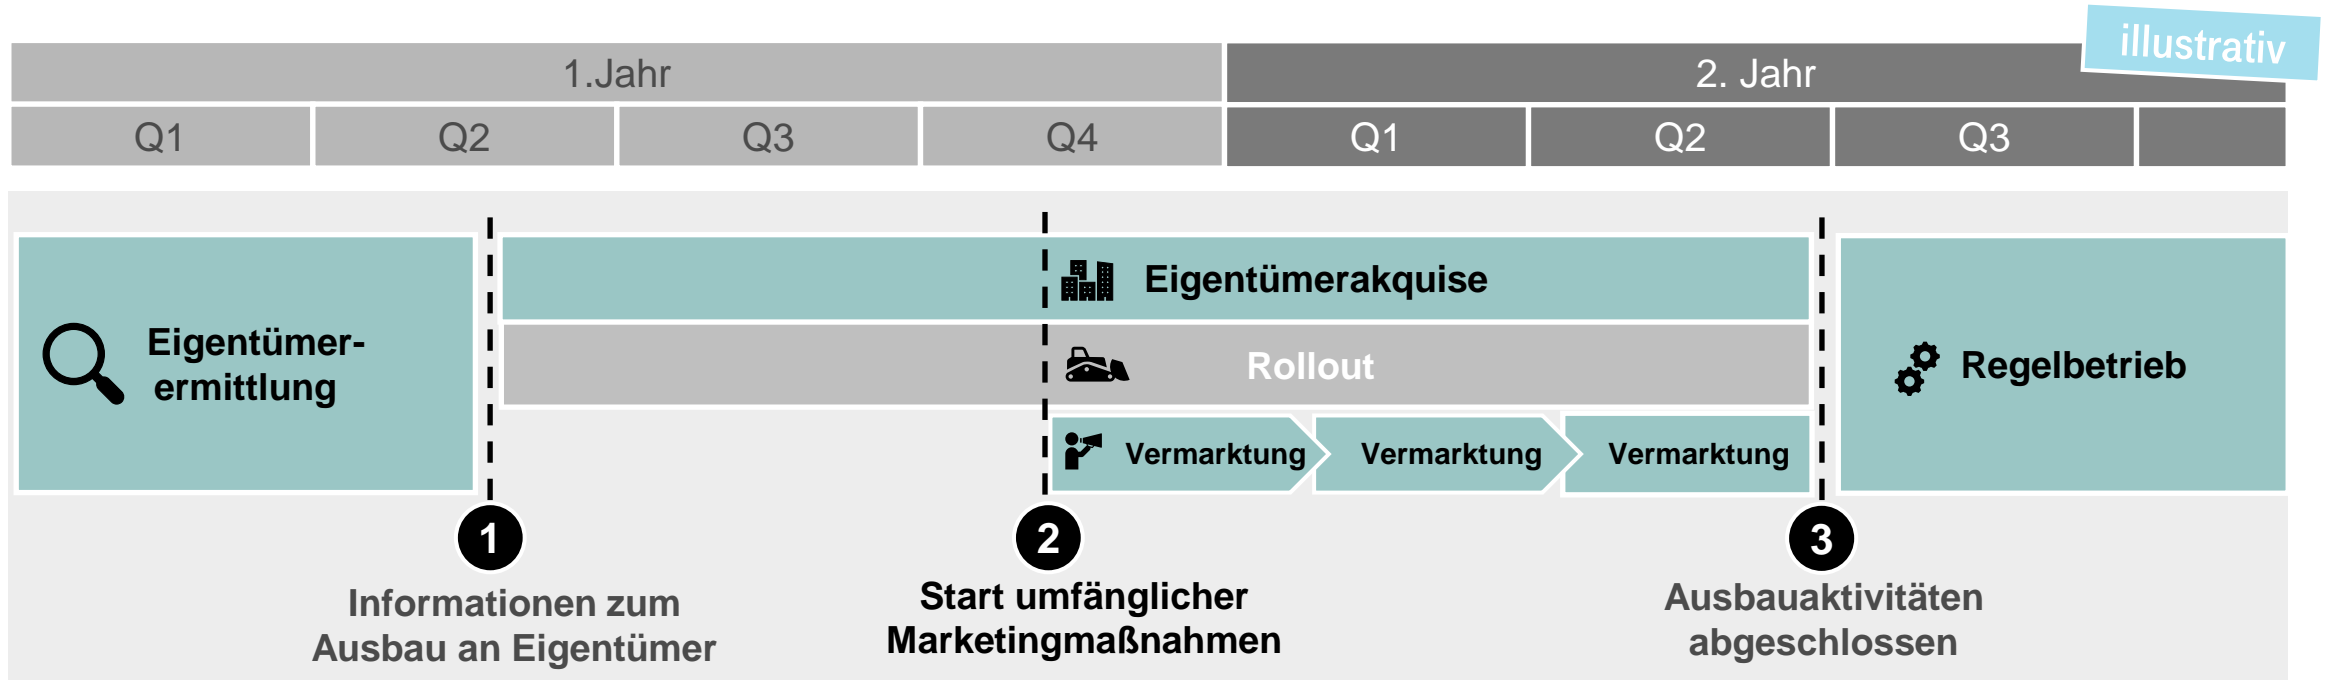 illustrativ
1.Jahr
2. Jahr
Q1
Q2
Q3
Q4
Q1
Q2
Q3
Eigentümer-
ermittlung
Eigentümerakquise
Rollout
Vermarktung
Vermarktung
Vermarktung
Regelbetrieb
1
Informationen zum
Ausbau an Eigentümer
2
Start umfänglicher
Marketingmaßnahmen
3
Ausbauaktivitäten
abgeschlossen